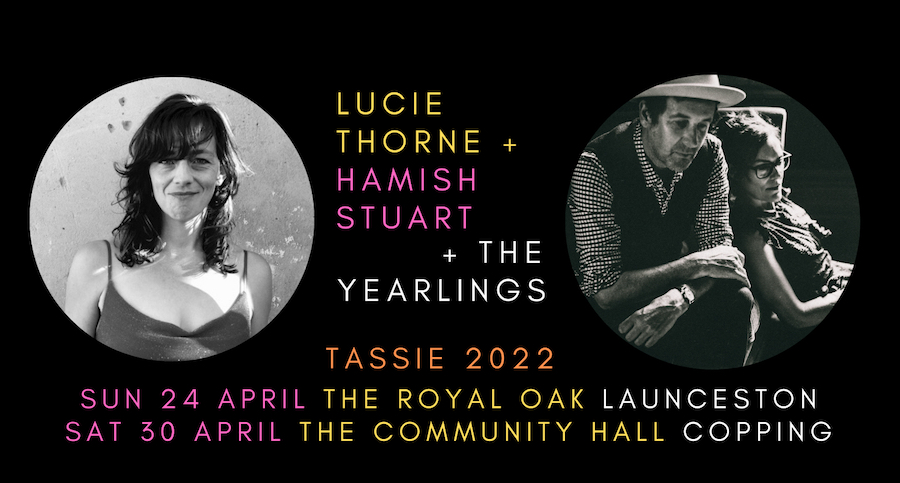 LUCIE
THORNE +
HAMISH
STUART
+ THE
YEARLINGS
TASSIE 2022
SUN 24 APRIL THE ROYAL OAK LAUNCESTON
SAT 30 APRIL THE COMMUNITY HALL COPPING